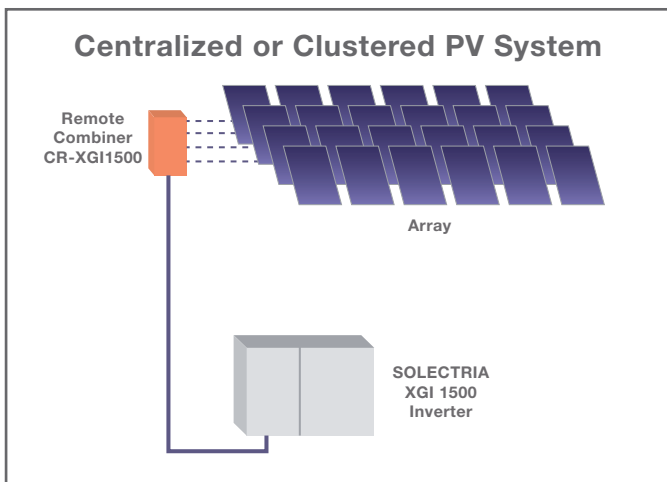 Centralized or Clustered PV System
Remote
Combiner
CR-XGI1500
Array
SOLECTRIA
XGI 1500
Inverter